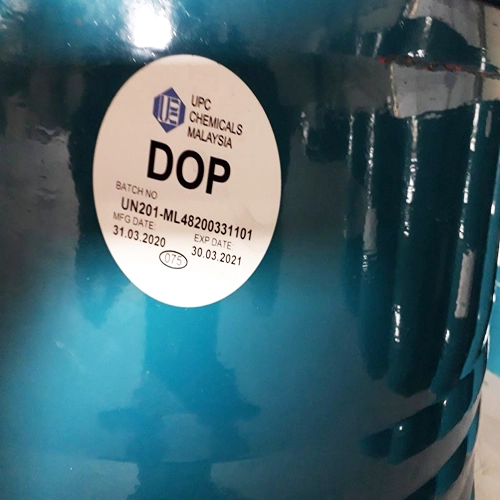 UPC
CHEMICALS
MALAYSIA
DOP
BATCH NO
UN201-ML48200331101
MFG DATE:
31.03.2020
EXP DATE:
30.03.2021
075